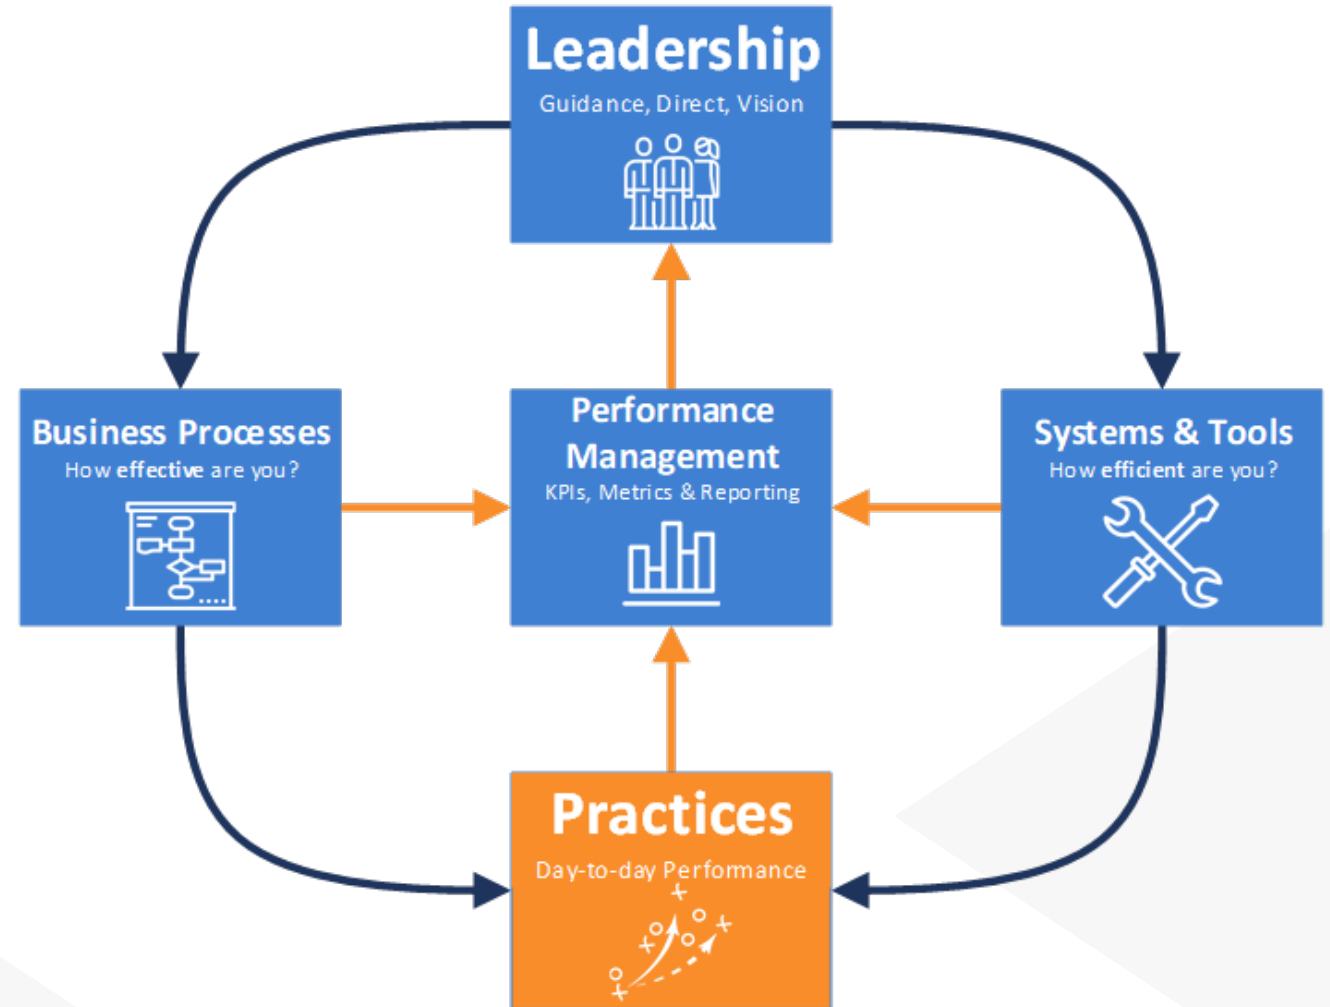 Leadership
Guidance, Direct, Vision
Business Processes
How effective are you?
Performance
Management
KPIs, Metrics & Reporting
Systems & Tools
How efficient are you?
Practices
Day-to-day Performance